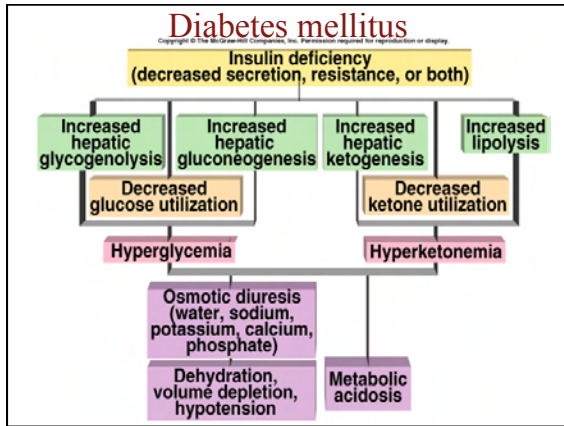 Diabetes mellitus
Copyright © The McGraw-Hill Companies, Inc. Permission required for reproduction or display.
Insulin deficiency
(decreased secretion, resistance, or both)
Increased
hepatic
glycogenolysis
Increased
hepatic
gluconeogenesis
Increased
hepatic
ketogenesis
Increased
lipolysis
Decreased
glucose utilization
Decreased
ketone utilization
Hyperglycemia
Hyperketonemia
Osmotic diuresis
(water, sodium,
potassium, calcium,
phosphate)
Dehydration,
volume depletion,
hypotension
Metabolic
acidosis